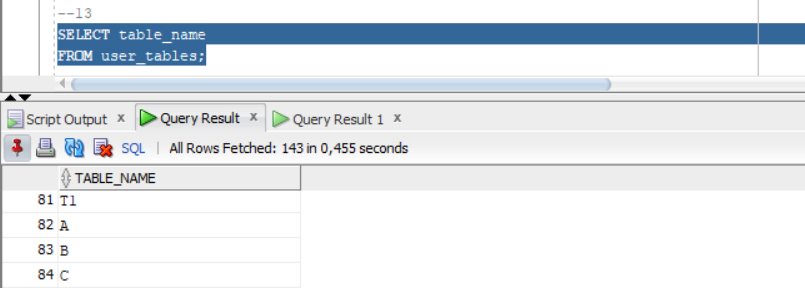 --13
SELECT table_name
FROM user_tables;
Script Output x Query Result x Query Result 1 x
SQL | All Rows Fetched: 143 in 0,455 seconds
TABLE_NAME
81 T1
82 A
83 B
84 C